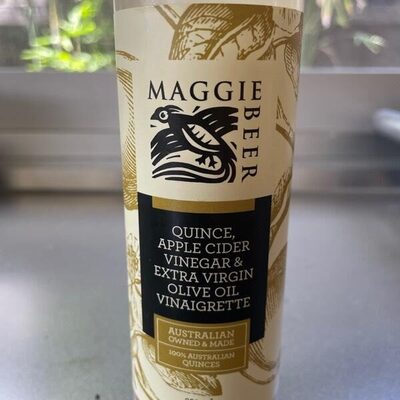 MAGGIE
BEER
QUINCE,
APPLE CIDER
VINEGAR &
EXTRA VIRGIN
OLIVE OIL
VINAIGRETTE
AUSTRALIAN
OWNED & MADE
100% AUSTRALIAN
QUINCES